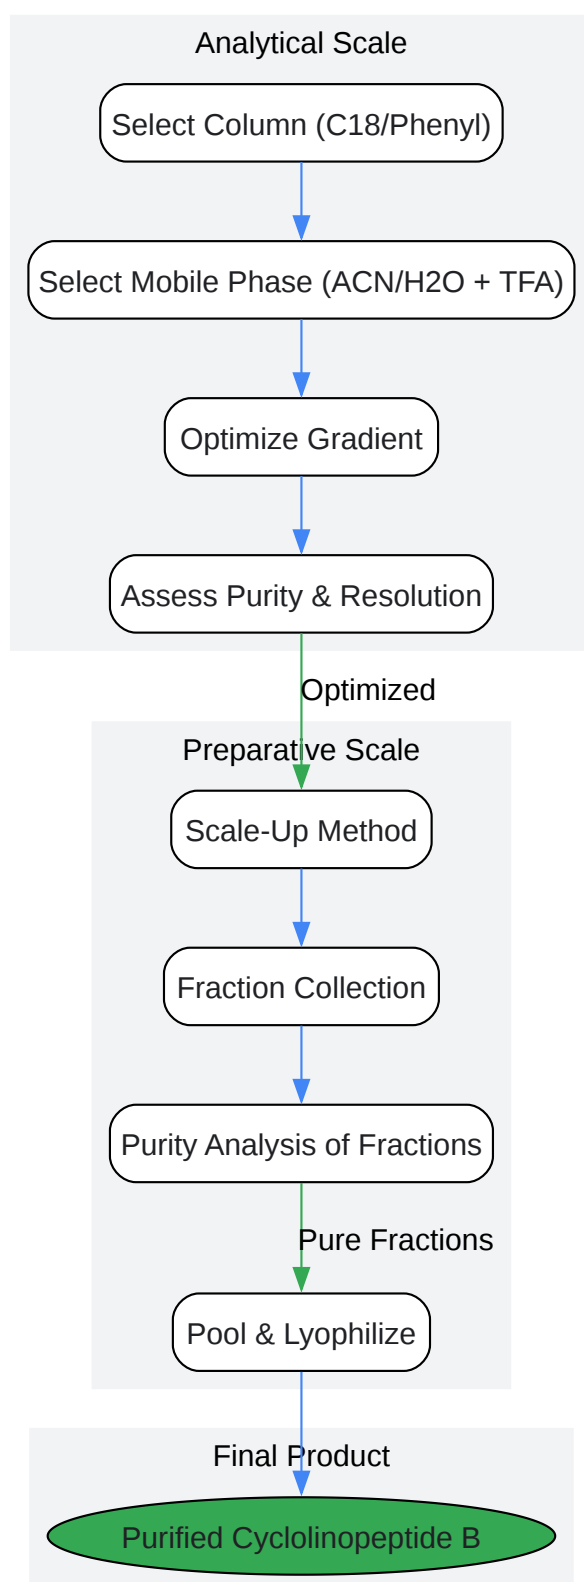 Analytical Scale
Select Column (C18/Phenyl)
Select Mobile Phase (ACN/H2O + TFA)
Optimize Gradient
Assess Purity & Resolution
Optimized
Preparative Scale
Scale-Up Method
Fraction Collection
Purity Analysis of Fractions
Pure Fractions
Pool & Lyophilize
Final Product
Purified Cyclolinopeptide B